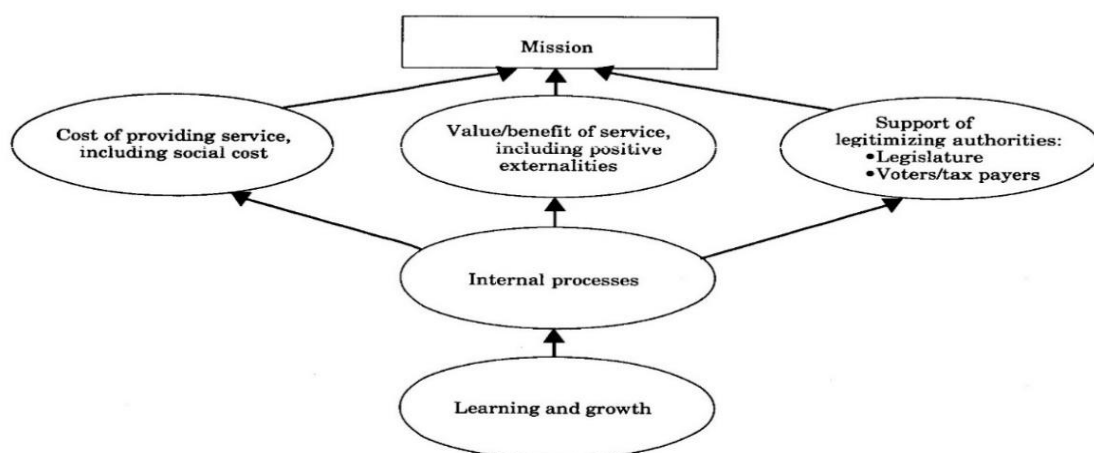 Mission
Cost of providing service,
including social cost
Value/benefit of service,
including positive
externalities
Support of
legitimizing authorities:
•Legislature
•Voters/tax payers
Internal processes
Learning and growth